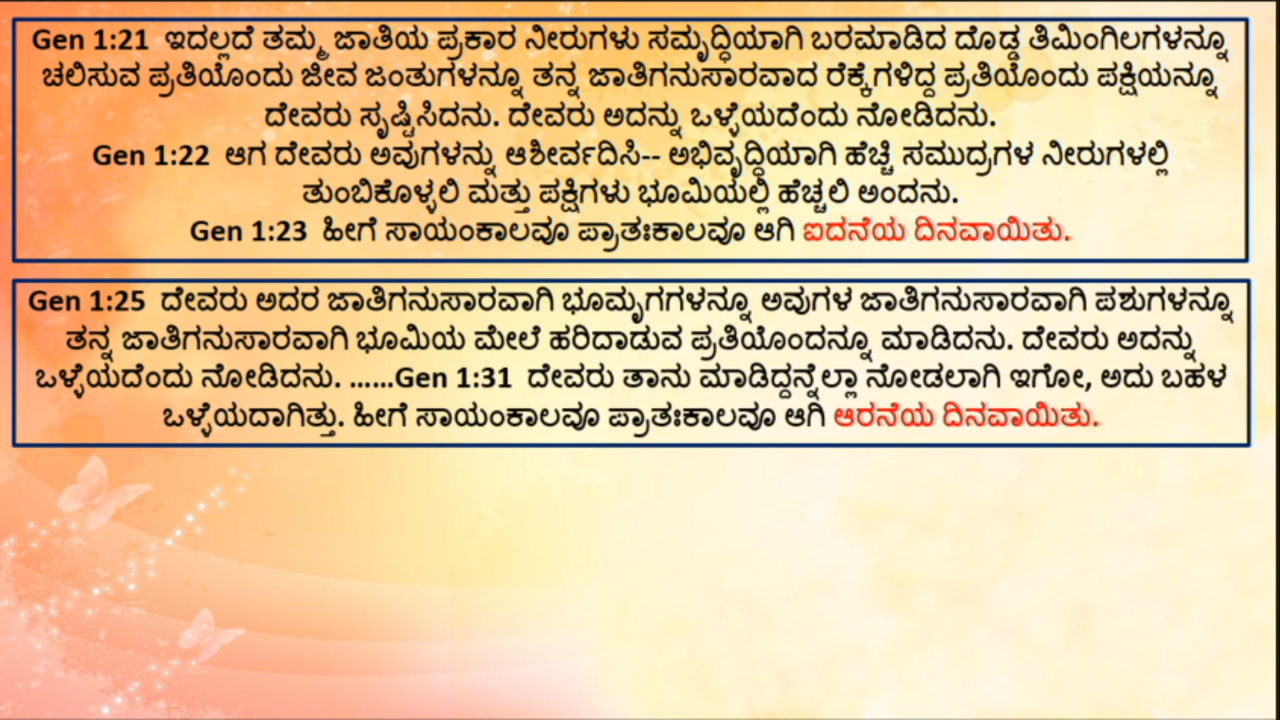 Gen 1:21 ಇದಲ್ಲದೆ ತಮ್ಮ ಜಾತಿಯ ಪ್ರಕಾರ ನೀರುಗಳು ಸಮೃದ್ಧಿಯಾಗಿ ಬರಮಾಡಿದ ದೊಡ್ಡ ತಿಮಿಂಗಿಲಗಳನ್ನೂ
ಚಲಿಸುವ ಪ್ರತಿಯೊಂದು ಜೀವ ಜಂತುಗಳನ್ನೂ ತನ್ನ ಜಾತಿಗನುಸಾರವಾದ ರೆಕ್ಕೆಗಳಿದ್ದ ಪ್ರತಿಯೊಂದು ಪಕ್ಷಿಯನ್ನೂ
ದೇವರು ಸೃಷ್ಟಿಸಿದನು. ದೇವರು ಅದನ್ನು ಒಳ್ಳೆಯದೆಂದು ನೋಡಿದನು.
Gen 1:22 ಆಗ ದೇವರು ಅವುಗಳನ್ನು ಆಶೀರ್ವದಿಸಿ-- ಅಭಿವೃದ್ಧಿಯಾಗಿ ಹೆಚ್ಚಿ ಸಮುದ್ರಗಳ ನೀರುಗಳಲ್ಲಿ
ತುಂಬಿಕೊಳ್ಳಲಿ ಮತ್ತು ಪಕ್ಷಿಗಳು ಭೂಮಿಯಲ್ಲಿ ಹೆಚ್ಚಲಿ ಅಂದನು.
Gen 1:23 ಹೀಗೆ ಸಾಯಂಕಾಲವೂ ಪ್ರಾತಃಕಾಲವೂ ಆಗಿ ಐದನೆಯ ದಿನವಾಯಿತು.
Gen 1:25 ದೇವರು ಅದರ ಜಾತಿಗನುಸಾರವಾಗಿ ಭೂಮೃಗಗಳನ್ನೂ ಅವುಗಳ ಜಾತಿಗನುಸಾರವಾಗಿ ಪಶುಗಳನ್ನೂ
ತನ್ನ ಜಾತಿಗನುಸಾರವಾಗಿ ಭೂಮಿಯ ಮೇಲೆ ಹರಿದಾಡುವ ಪ್ರತಿಯೊಂದನ್ನೂ ಮಾಡಿದನು. ದೇವರು ಅದನ್ನು
ಒಳ್ಳೆಯದೆಂದು ನೋಡಿದನು. ......Gen 1:31 ದೇವರು ತಾನು ಮಾಡಿದ್ದನ್ನೆಲ್ಲಾ ನೋಡಲಾಗಿ ಇಗೋ, ಅದು ಬಹಳ
ಒಳ್ಳೆಯದಾಗಿತ್ತು. ಹೀಗೆ ಸಾಯಂಕಾಲವೂ ಪ್ರಾತಃಕಾಲವೂ ಆಗಿ ಆರನೆಯ ದಿನವಾಯಿತು.